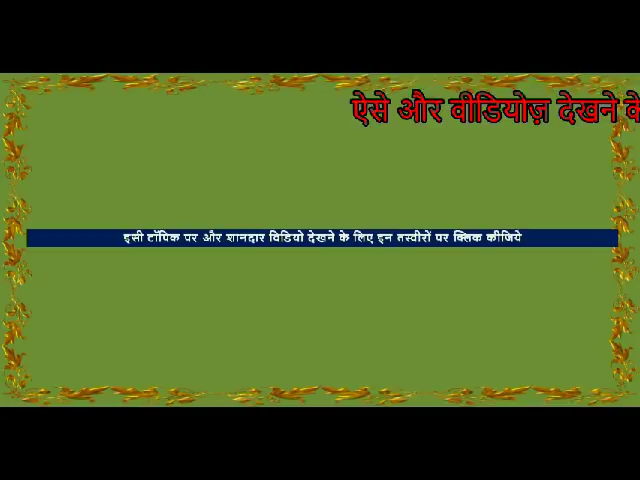 ऐसे और वीडियोज़ देखने के
इसी टॉपिक पर और शानदार विडियो देखने के लिए इन तस्वीरों पर क्लिक कीजिये